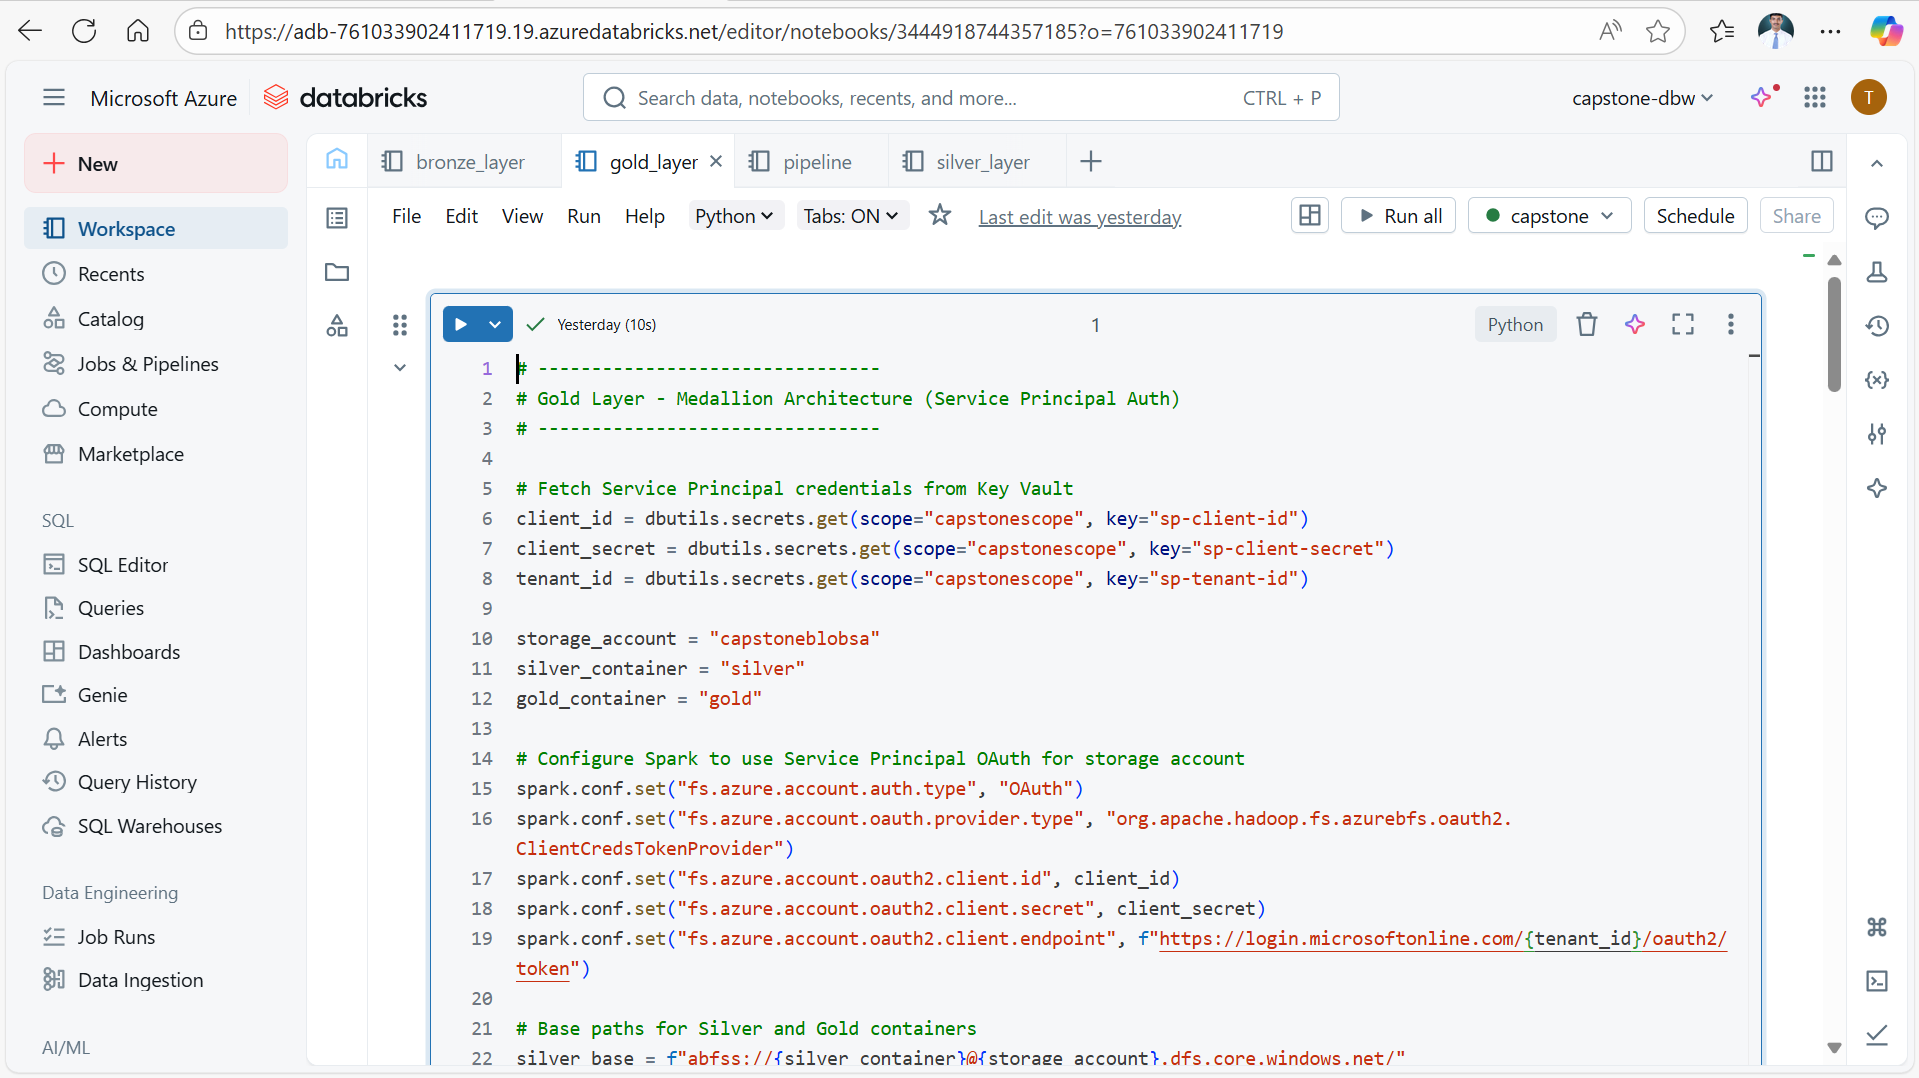 https://adb-761033902411719.19.azuredatabricks.net/editor/notebooks/3444918744357185?o=761033902411719
Microsoft Azure
databricks
Search data, notebooks, recents, and more...
CTRL + P
capstone-dbw
T
New
bronze_layer
gold_layer
pipeline
silver_layer
File Edit View Run Help Python Tabs: ON Last edit was yesterday
Run all
capstone
Schedule
Share
Workspace
Recents
Catalog
Jobs & Pipelines
Compute
Marketplace
SQL
SQL Editor
Queries
Dashboards
Genie
Alerts
Query History
SQL Warehouses
Data Engineering
Job Runs
Data Ingestion
AI/ML
Yesterday (10s)
1
Python
1 # --------------------------------
2 # Gold Layer - Medallion Architecture (Service Principal Auth)
3 # --------------------------------
4
5 # Fetch Service Principal credentials from Key Vault
6 client_id = dbutils.secrets.get(scope="capstonescope", key="sp-client-id")
7 client_secret = dbutils.secrets.get(scope="capstonescope", key="sp-client-secret")
8 tenant_id = dbutils.secrets.get(scope="capstonescope", key="sp-tenant-id")
9
10 storage_account = "capstoneblobsa"
11 silver_container = "silver"
12 gold_container = "gold"
13
14 # Configure Spark to use Service Principal OAuth for storage account
15 spark.conf.set("fs.azure.account.auth.type", "OAuth")
16 spark.conf.set("fs.azure.account.oauth.provider.type", "org.apache.hadoop.fs.azurebfs.oauth2.
ClientCredsTokenProvider")
17 spark.conf.set("fs.azure.account.oauth2.client.id", client_id)
18 spark.conf.set("fs.azure.account.oauth2.client.secret", client_secret)
19 spark.conf.set("fs.azure.account.oauth2.client.endpoint", f"https://login.microsoftonline.com/{tenant_id}/oauth2/
token")
20
21 # Base paths for Silver and Gold containers
22 silver_base = f"abfss://{silver_container}@{storage_account}.dfs.core.windows.net/"